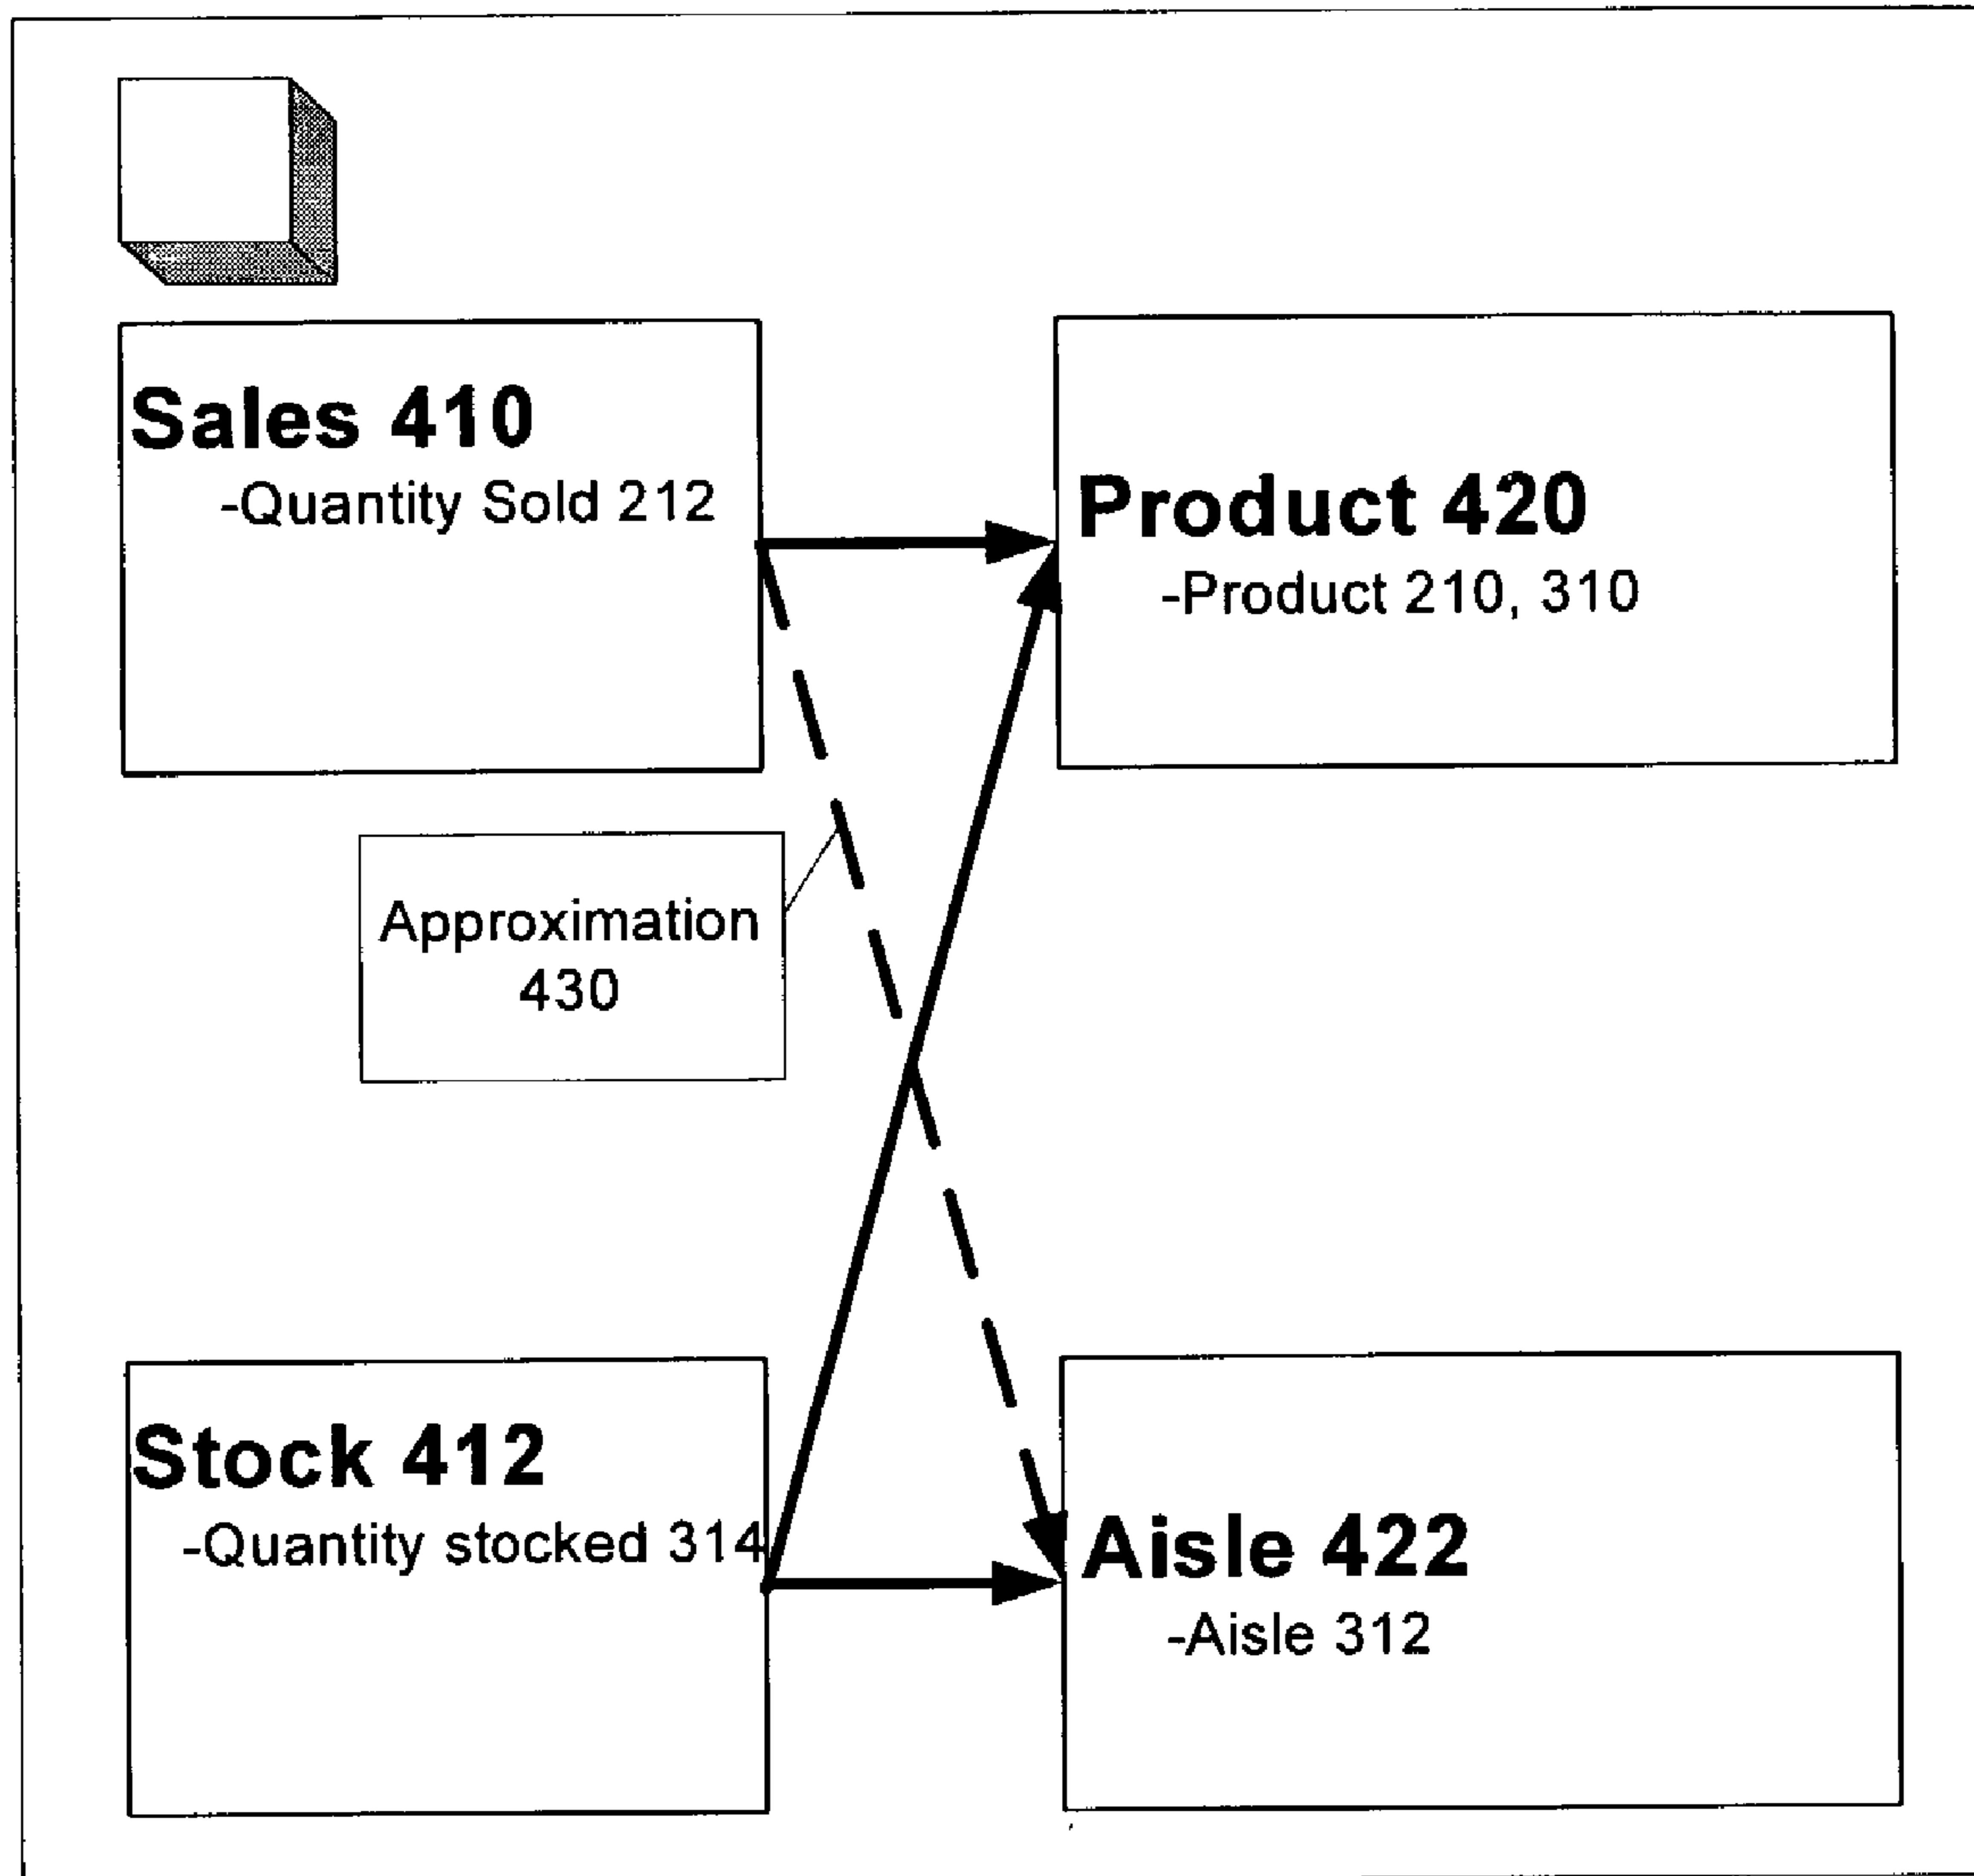 Sales 410
-Quantity Sold 212
Product 420
-Product 210, 310
Approximation
430
Stock 412
-Quantity stocked 314
Aisle 422
-Aisle 312